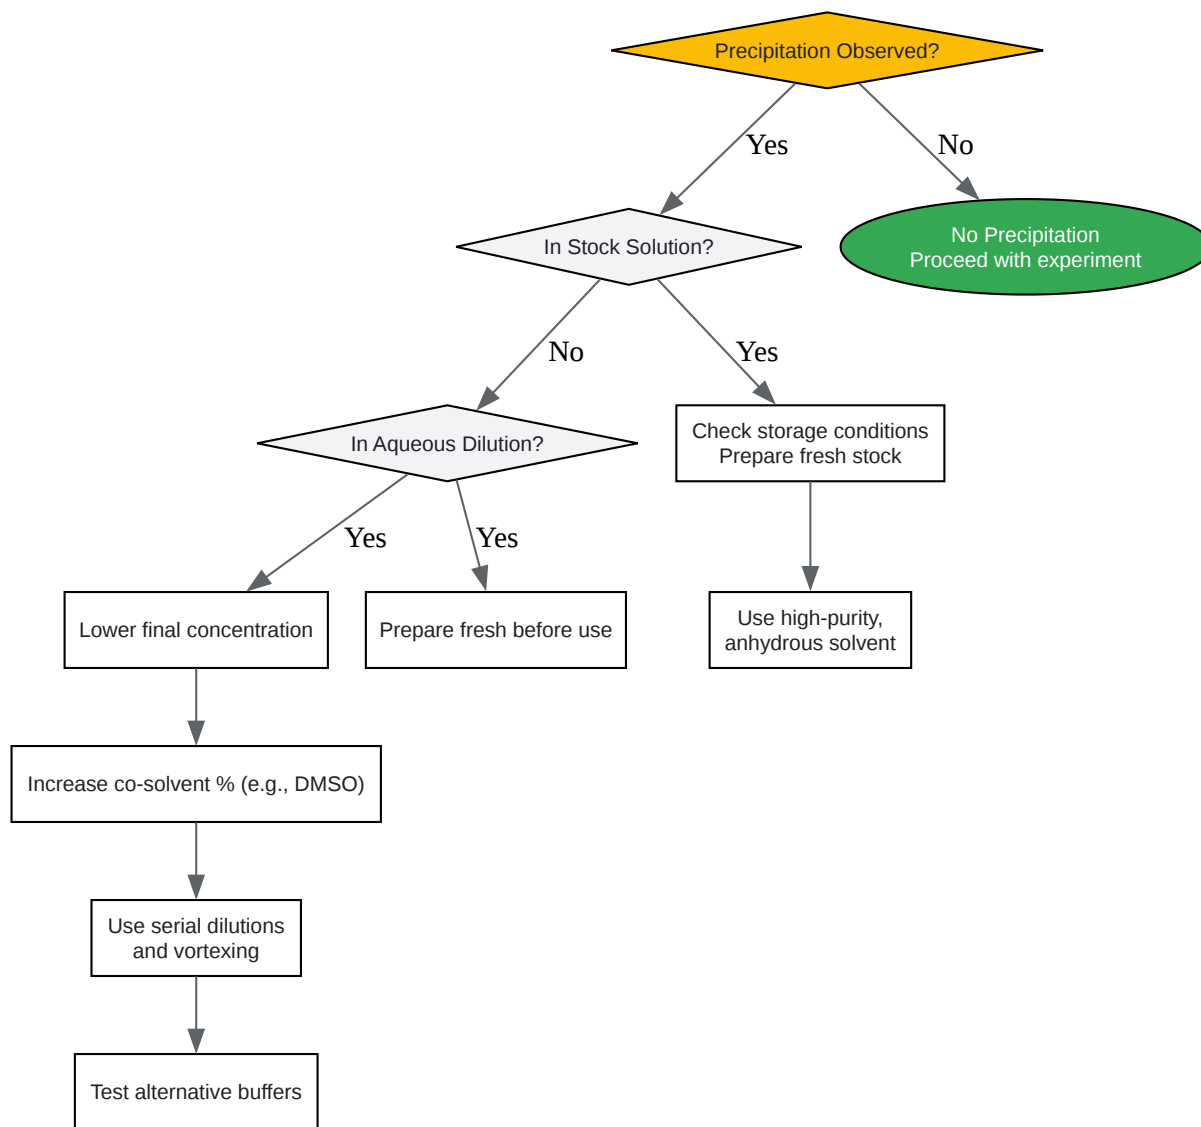 Precipitation Observed?
Yes
No
In Stock Solution?
No Precipitation
Proceed with experiment
No
Yes
In Aqueous Dilution?
Check storage conditions
Prepare fresh stock
Yes
Yes
Lower final concentration
Prepare fresh before use
Use high-purity,
anhydrous solvent
Increase co-solvent % (e.g., DMSO)
Use serial dilutions
and vortexing
Test alternative buffers